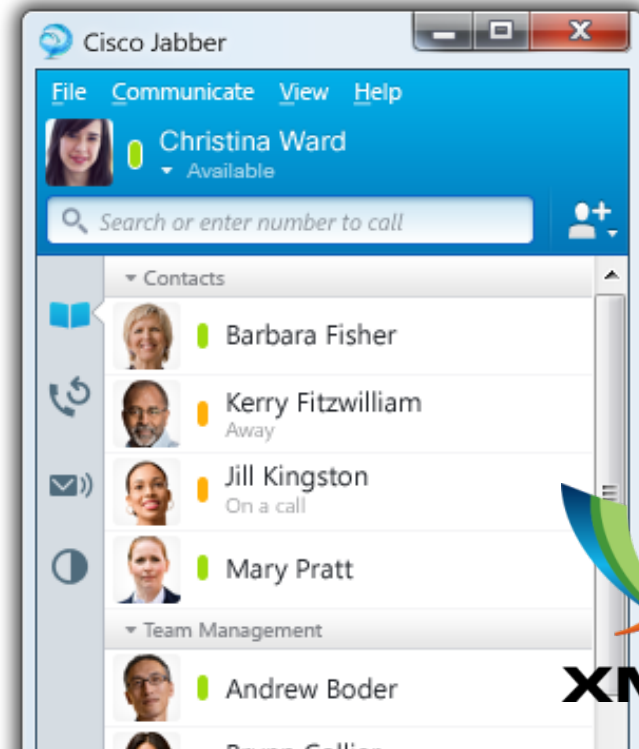 Cisco Jabber
File Communicate View Help
Christina Ward
Available
Search or enter number to call
Contacts
Barbara Fisher
Kerry Fitzwilliam
Away
Jill Kingston
On a call
Mary Pratt
Team Management
Andrew Boder
XM